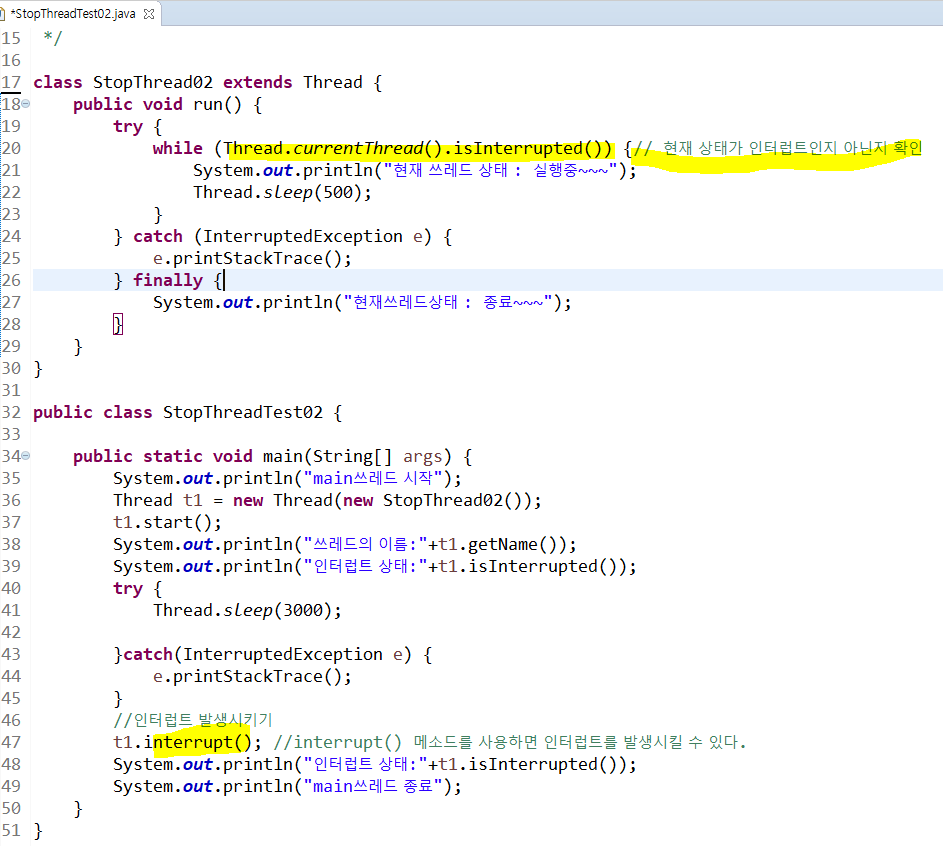 *StopThreadTest02.java
15 */
16
17 class StopThread02 extends Thread {
18 public void run() {
19 try {
20 while (Thread.currentThread().isInterrupted()) {// 현재 상태가 인터럽트인지 아닌지 확인
21 System.out.println("현재 쓰레드 상태 : 실행중~~~");
22 Thread.sleep(500);
23 }
24 } catch (InterruptedException e) {
25 e.printStackTrace();
26 } finally {
27 System.out.println("현재쓰레드상태 : 종료~~~");
28 }
29 }
30 }
31
32 public class StopThreadTest02 {
33
34 public static void main(String[] args) {
35 System.out.println("main쓰레드 시작");
36 Thread t1 = new Thread(new StopThread02());
37 t1.start();
38 System.out.println("쓰레드의 이름:"+t1.getName());
39 System.out.println("인터럽트 상태:"+t1.isInterrupted());
40 try {
41 Thread.sleep(3000);
42
43 }catch(InterruptedException e) {
44 e.printStackTrace();
45 }
46 //인터럽트 발생시키기
47 t1.interrupt(); //interrupt() 메소드를 사용하면 인터럽트를 발생시킬 수 있다.
48 System.out.println("인터럽트 상태:"+t1.isInterrupted());
49 System.out.println("main쓰레드 종료");
50 }
51 }